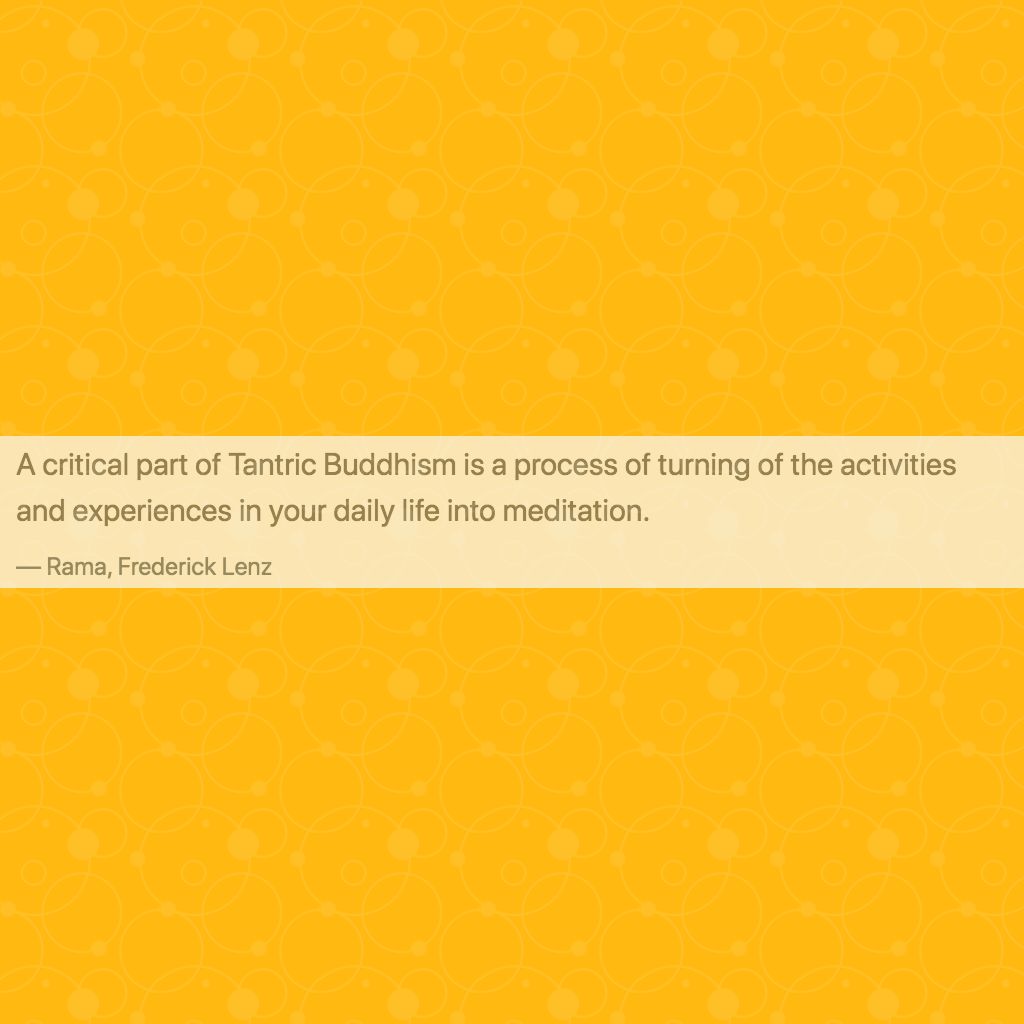 A critical part of Tantric Buddhism is a process of turning of the activities
and experiences in your daily life into meditation.
— Rama, Frederick Lenz